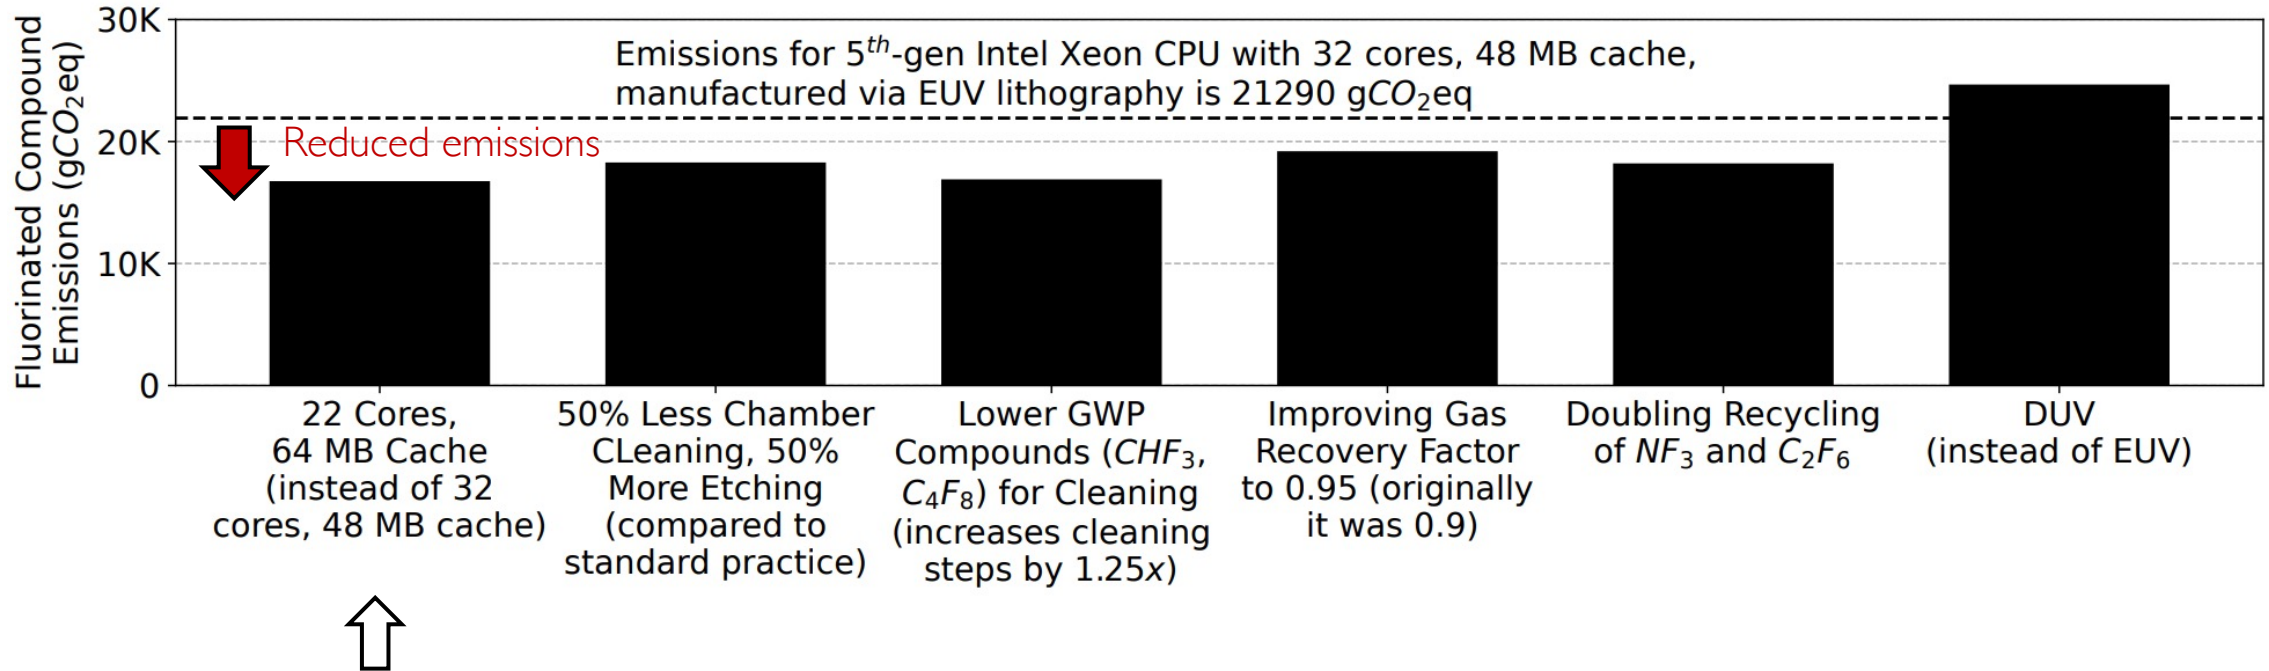 Fluorinated Compound
Emissions (gCO₂eq)
30K
20K
10K
0
Emissions for 5ᵗʰ-gen Intel Xeon CPU with 32 cores, 48 MB cache,
manufactured via EUV lithography is 21290 gCO₂eq
Reduced emissions
22 Cores,
64 MB Cache
(instead of 32
cores, 48 MB cache)
50% Less Chamber
CLeaning, 50%
More Etching
(compared to
standard practice)
Lower GWP
Compounds (CHF₃,
C₄F₈) for Cleaning
(increases cleaning
steps by 1.25x)
Improving Gas
Recovery Factor
to 0.95 (originally
it was 0.9)
Doubling Recycling
of NF₃ and C₂F₆
DUV
(instead of EUV)